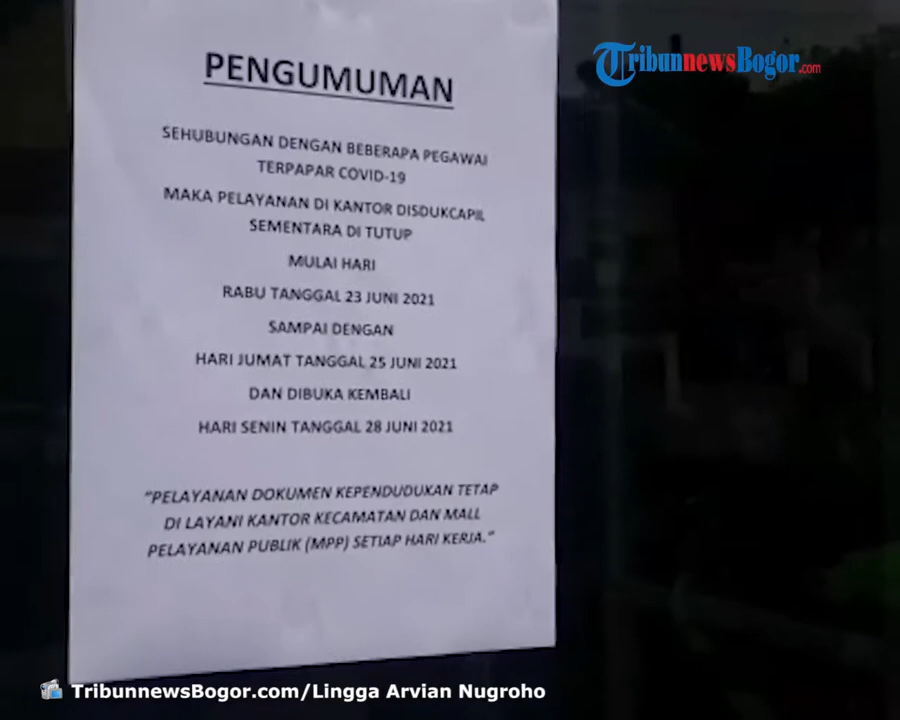 PENGUMUMAN
TribunnewsBogor.com
SEHUBUNGAN DENGAN BEBERAPA PEGAWAI
TERPAPAR COVID-19
MAKA PELAYANAN DI KANTOR DISDUKCAPIL
SEMENTARA DI TUTUP
MULAI HARI
RABU TANGGAL 23 JUNI 2021
SAMPAI DENGAN
HARI JUMAT TANGGAL 25 JUNI 2021
DAN DIBUKA KEMBALI
HARI SENIN TANGGAL 28 JUNI 2021
"PELAYANAN DOKUMEN KEPENDUDUKAN TETAP
DI LAYANI KANTOR KECAMATAN DAN MALL
PELAYANAN PUBLIK (MPP) SETIAP HARI KERJA."
TribunnewsBogor.com/Lingga Arvian Nugroho